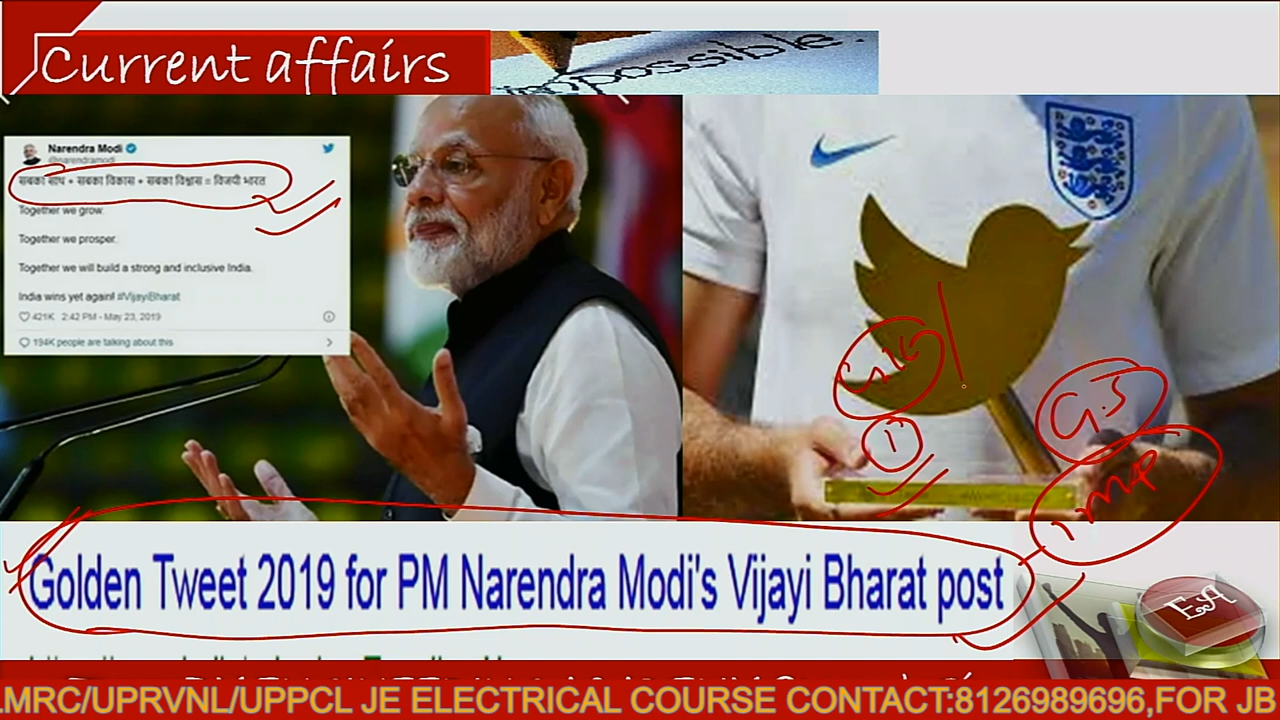 Current affairs
impossible.
Narendra Modi
@narendramodi
सबका साथ + सबका विकास + सबका विश्वास = विजयी भारत
Together we grow.
Together we prosper.
Together we will build a strong and inclusive India.
India wins yet again! #VijayiBharat
421K 2:42 PM - May 23, 2019
194K people are talking about this
G.S
IMP
Golden Tweet 2019 for PM Narendra Modi's Vijayi Bharat post
EA
.MRC/UPRVNL/UPPCL JE ELECTRICAL COURSE CONTACT:8126989696,FOR JB